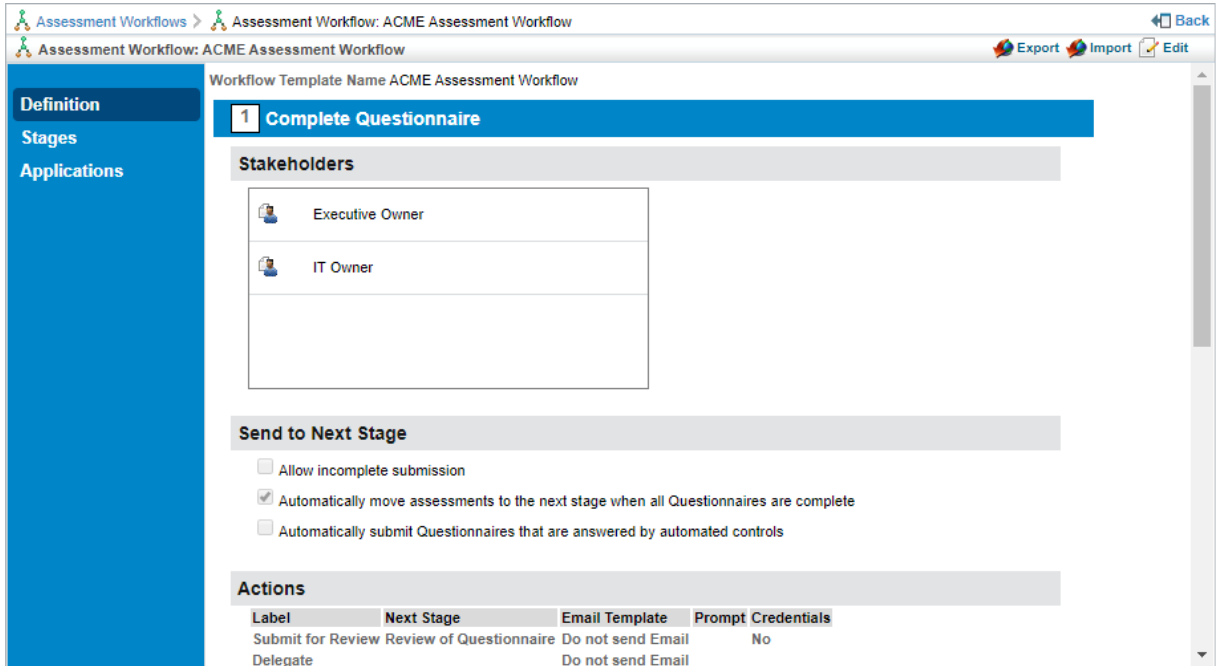 Assessment Workflows > Assessment Workflow: ACME Assessment Workflow Back
Assessment Workflow: ACME Assessment Workflow Export Import Edit
Definition
Stages
Applications
Workflow Template Name ACME Assessment Workflow
1 Complete Questionnaire
Stakeholders
Executive Owner
IT Owner
Send to Next Stage
Allow incomplete submission
Automatically move assessments to the next stage when all Questionnaires are complete
Automatically submit Questionnaires that are answered by automated controls
Actions
Label Next Stage Email Template Prompt Credentials
Submit for Review Review of Questionnaire Do not send Email No
Delegate Do not send Email